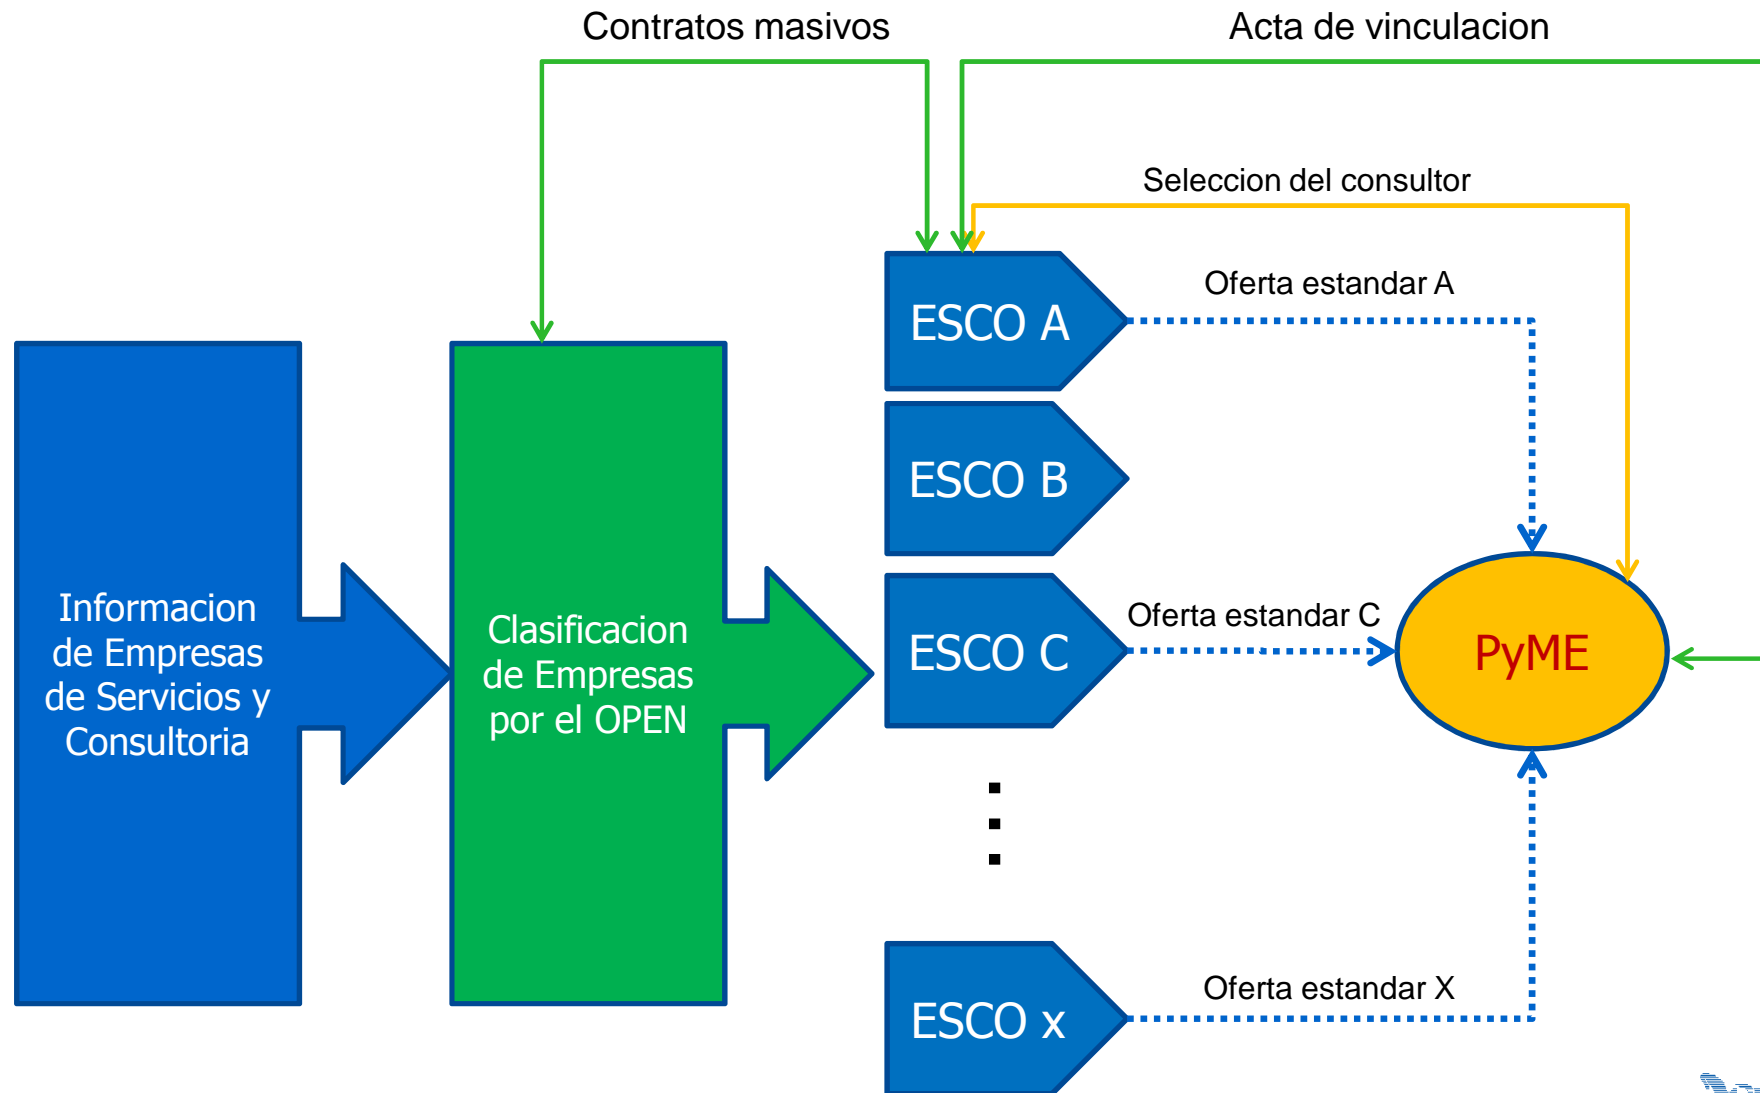 Contratos masivos
Acta de vinculacion
Seleccion del consultor
ESCO A
Oferta estandar A
ESCO B
Informacion
de Empresas
de Servicios y
Consultoria
Clasificacion
de Empresas
por el OPEN
ESCO C
Oferta estandar C
PyME
ESCO x
Oferta estandar X